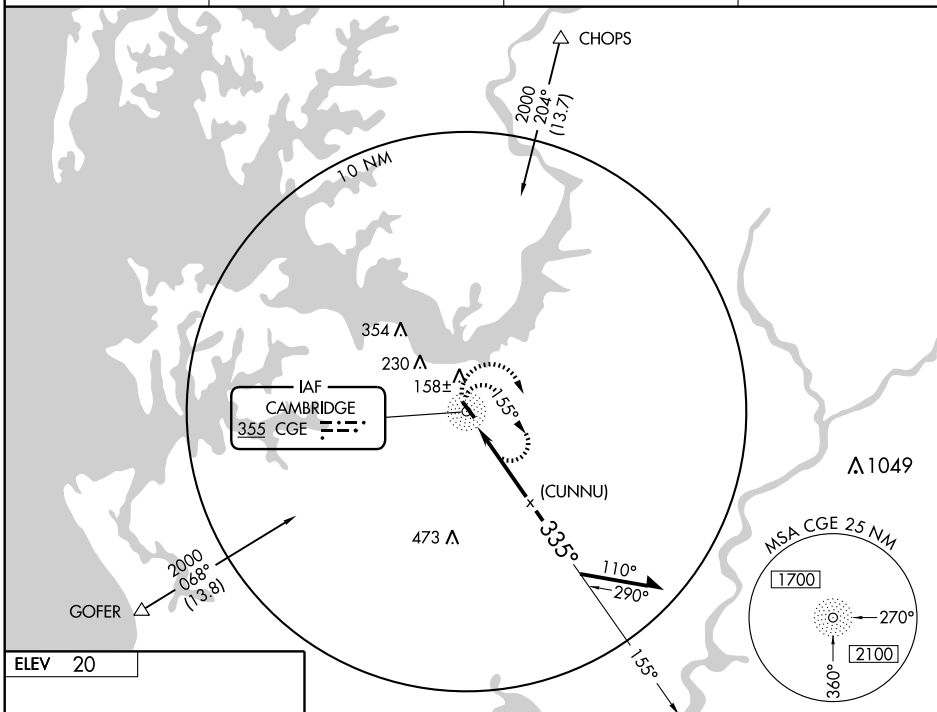 CHOPS
2000
204°
(13.7)
10 NM
354
230
158±
IAF
CAMBRIDGE
355 CGE
155°
(CUNNU)
1049
335°
473
MSA CGE 25 NM
2000
068°
(13.8)
110°
290°
1700
270°
GOFER
2100
360°
155°
ELEV 20